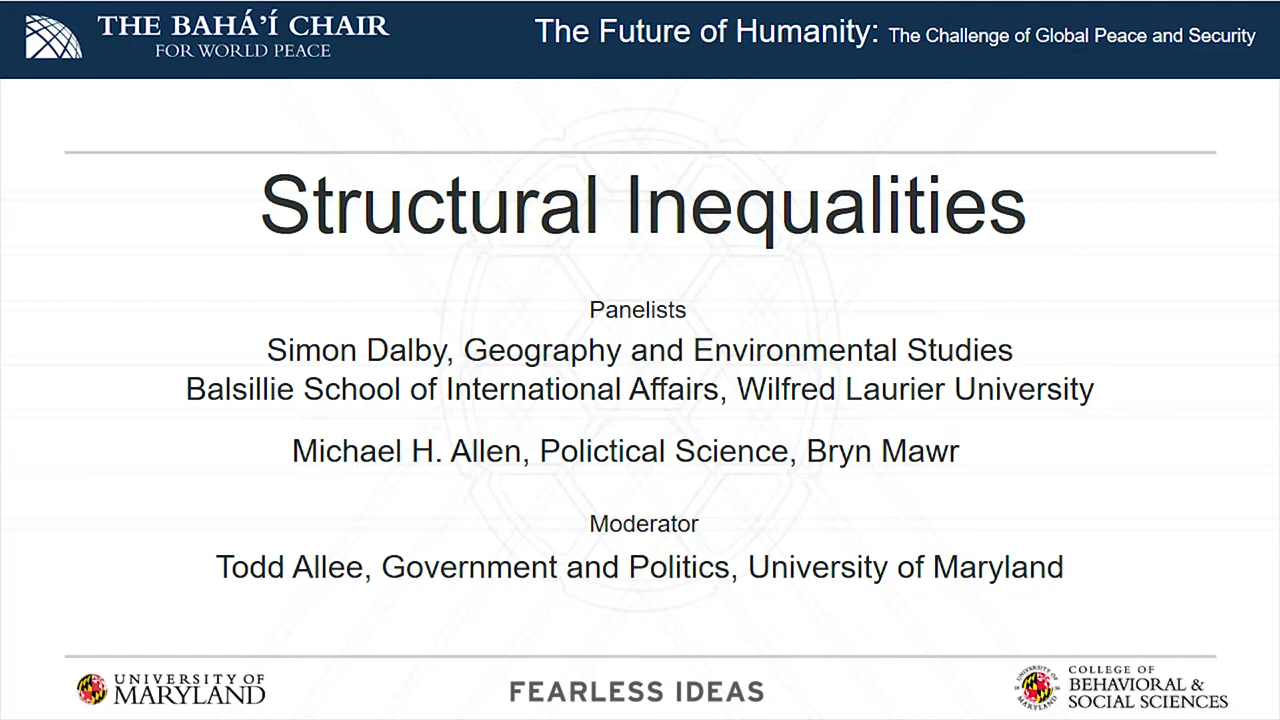 THE BAHÁ'Í CHAIR
FOR WORLD PEACE
The Future of Humanity: The Challenge of Global Peace and Security
Structural Inequalities
Panelists
Simon Dalby, Geography and Environmental Studies
Balsillie School of International Affairs, Wilfred Laurier University
Michael H. Allen, Polictical Science, Bryn Mawr
Moderator
Todd Allee, Government and Politics, University of Maryland
UNIVERSITY OF
MARYLAND
FEARLESS IDEAS
COLLEGE OF
BEHAVIORAL &
SOCIAL SCIENCES